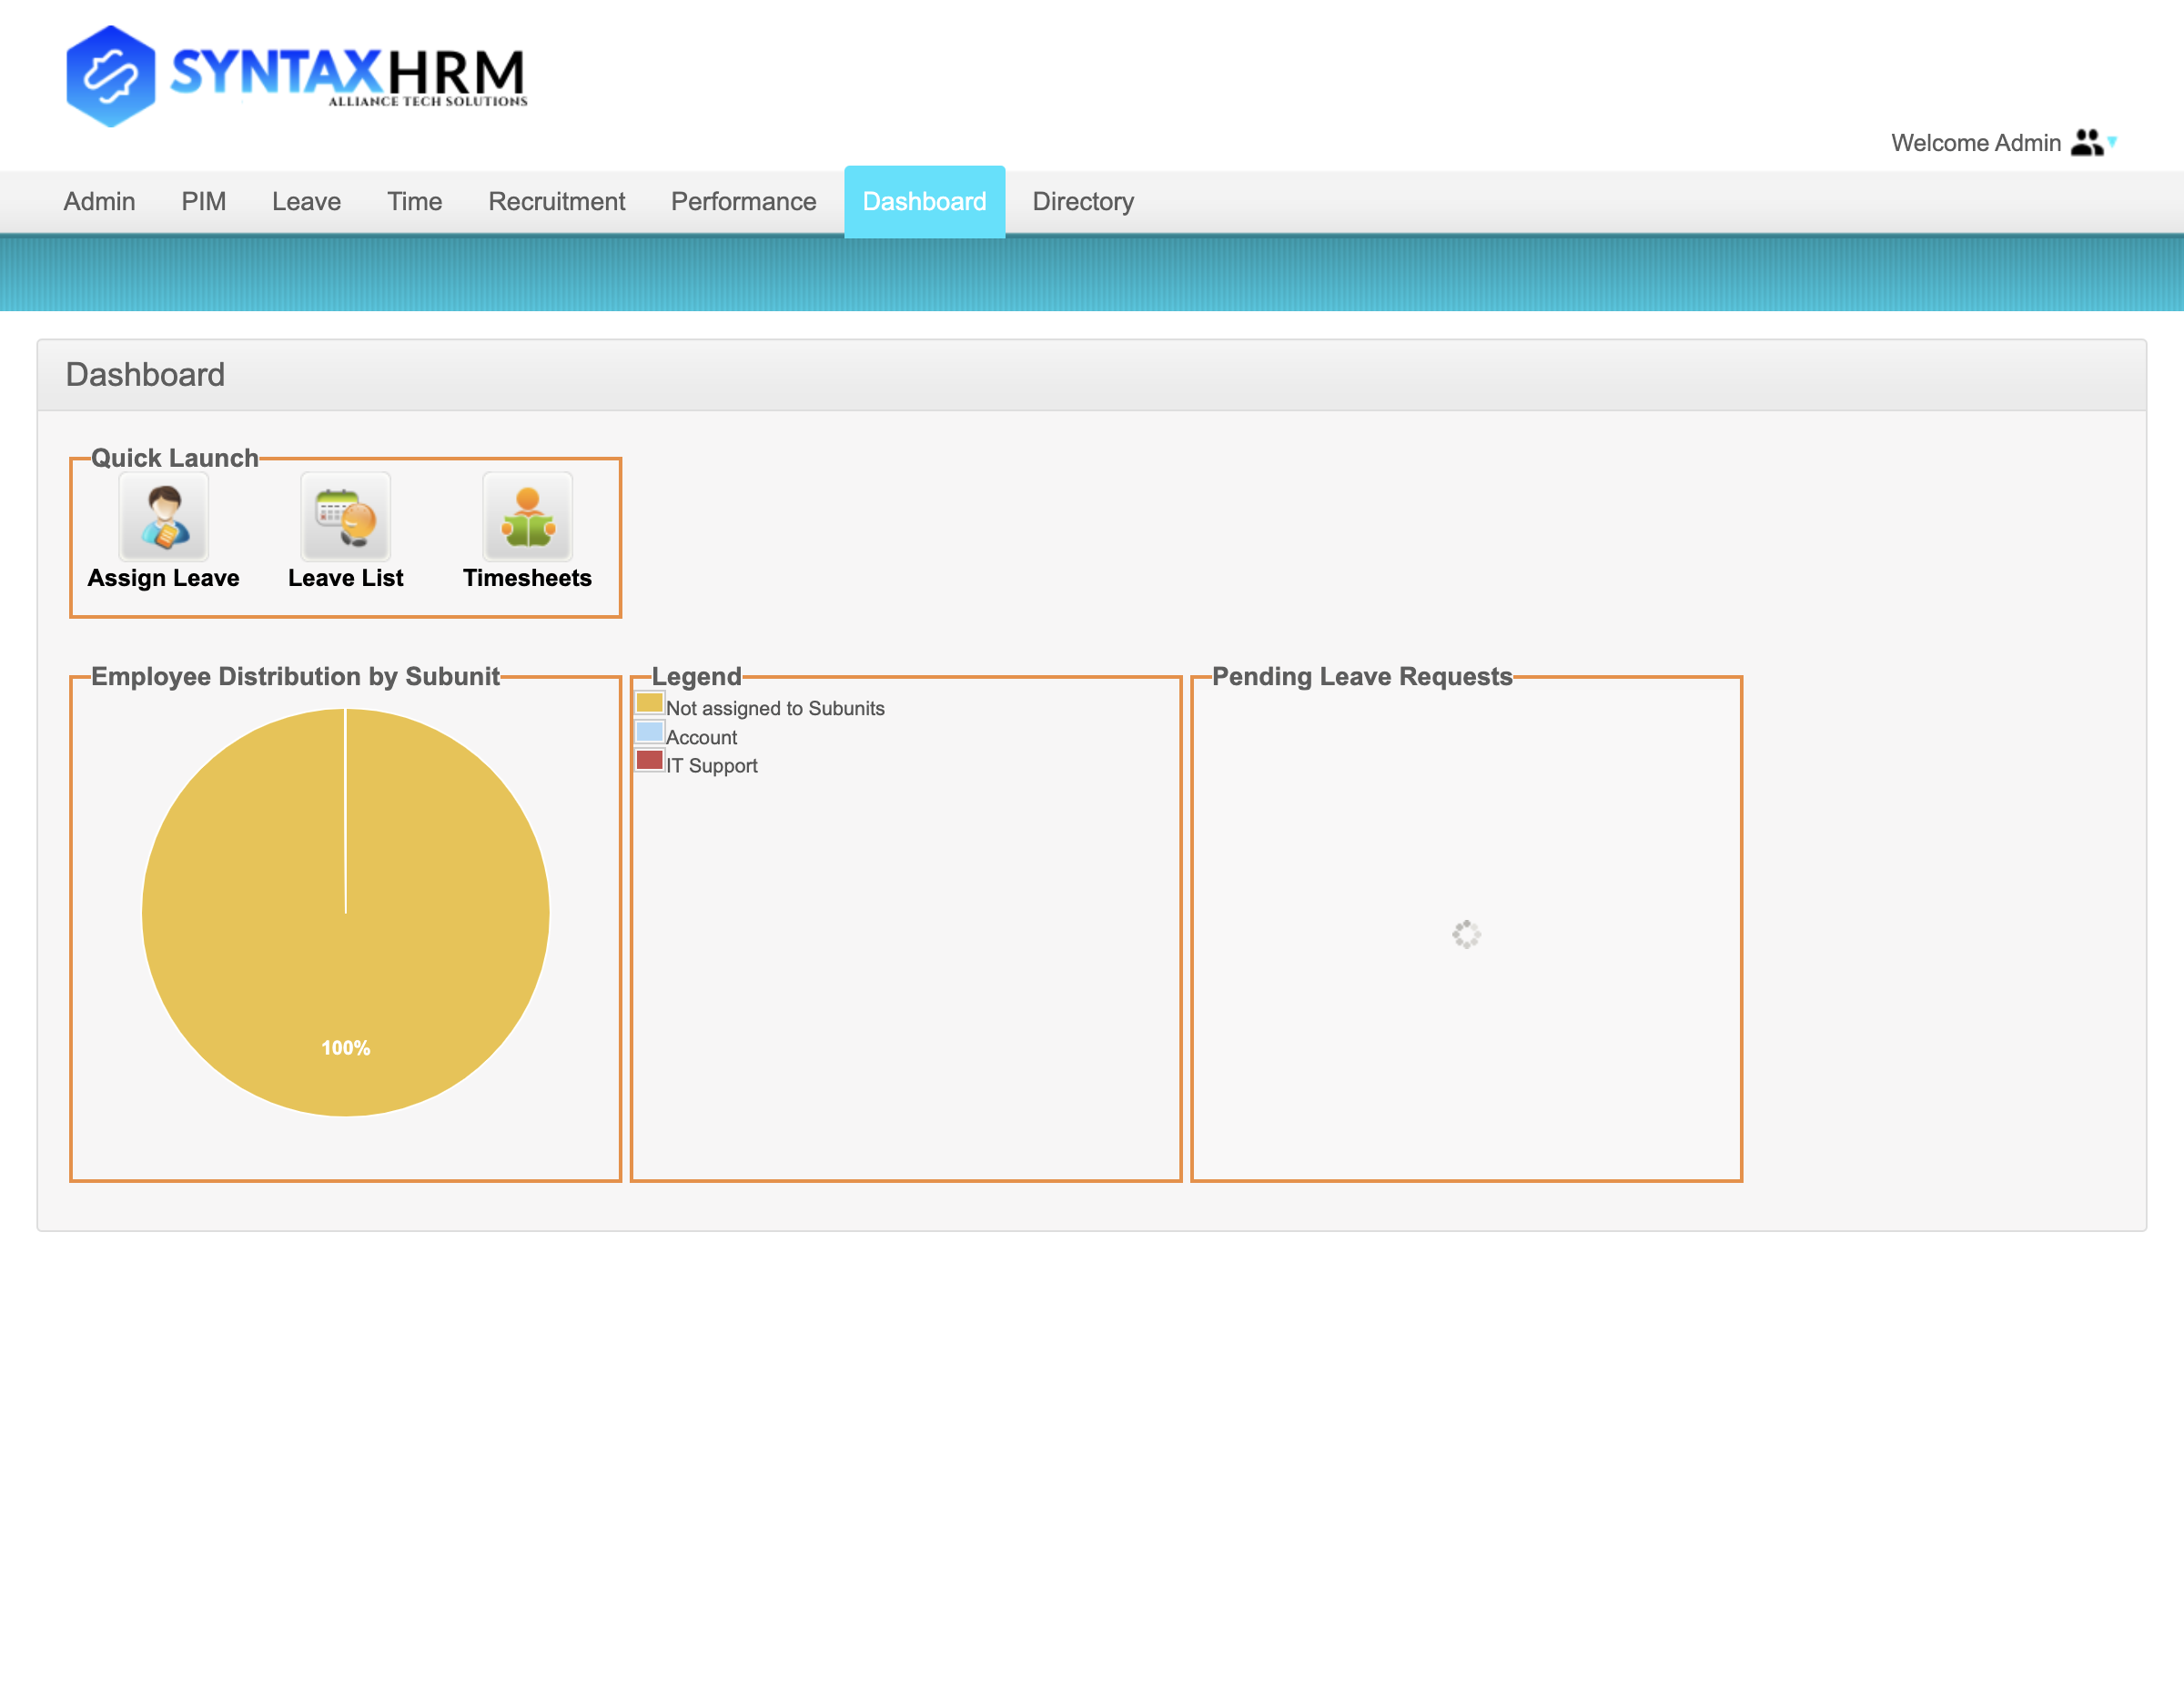 SYNTAXHRM
ALLIANCE TECH SOLUTIONS
Welcome Admin
Admin PIM Leave Time Recruitment Performance Dashboard Directory
Dashboard
Quick Launch
Assign Leave Leave List Timesheets
Employee Distribution by Subunit
100%
Legend
Not assigned to Subunits
Account
IT Support
Pending Leave Requests